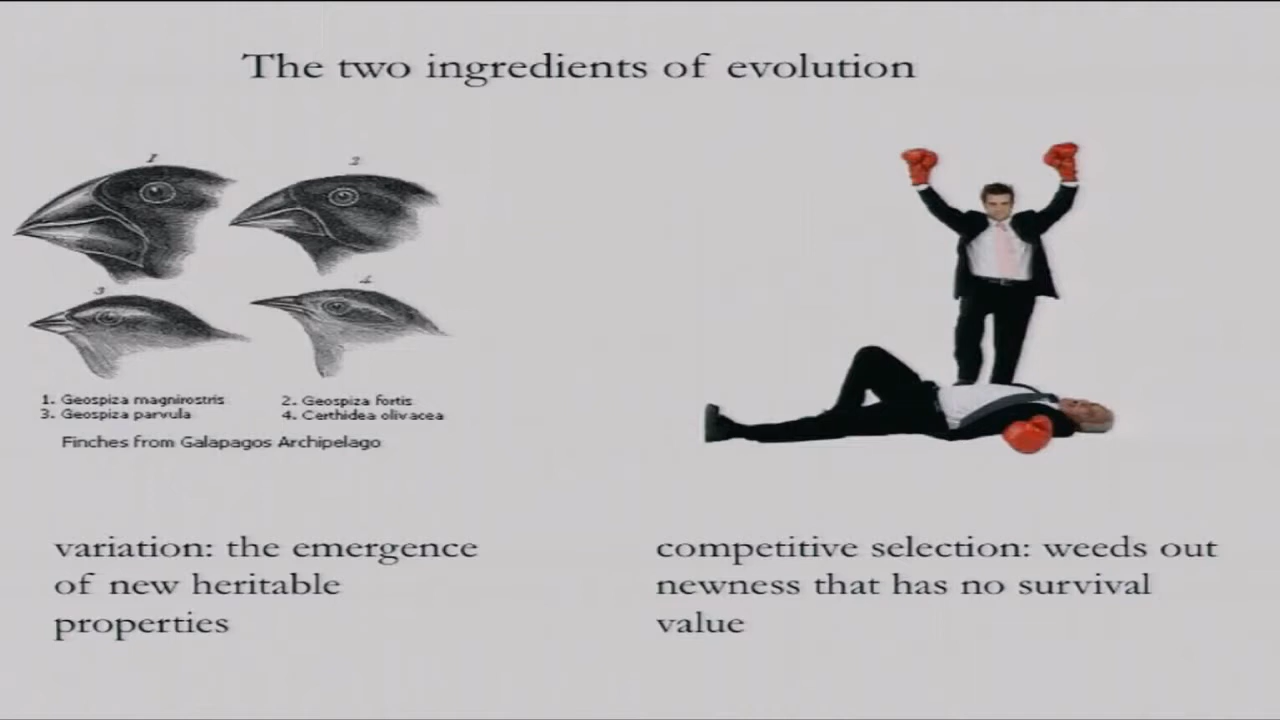 The two ingredients of evolution
1
2
3
4
1. Geospiza magnirostris
2. Geospiza fortis
3. Geospiza parvula
4. Certhidea olivacea
Finches from Galapagos Archipelago
variation: the emergence
of new heritable
properties
competitive selection: weeds out
newness that has no survival
value